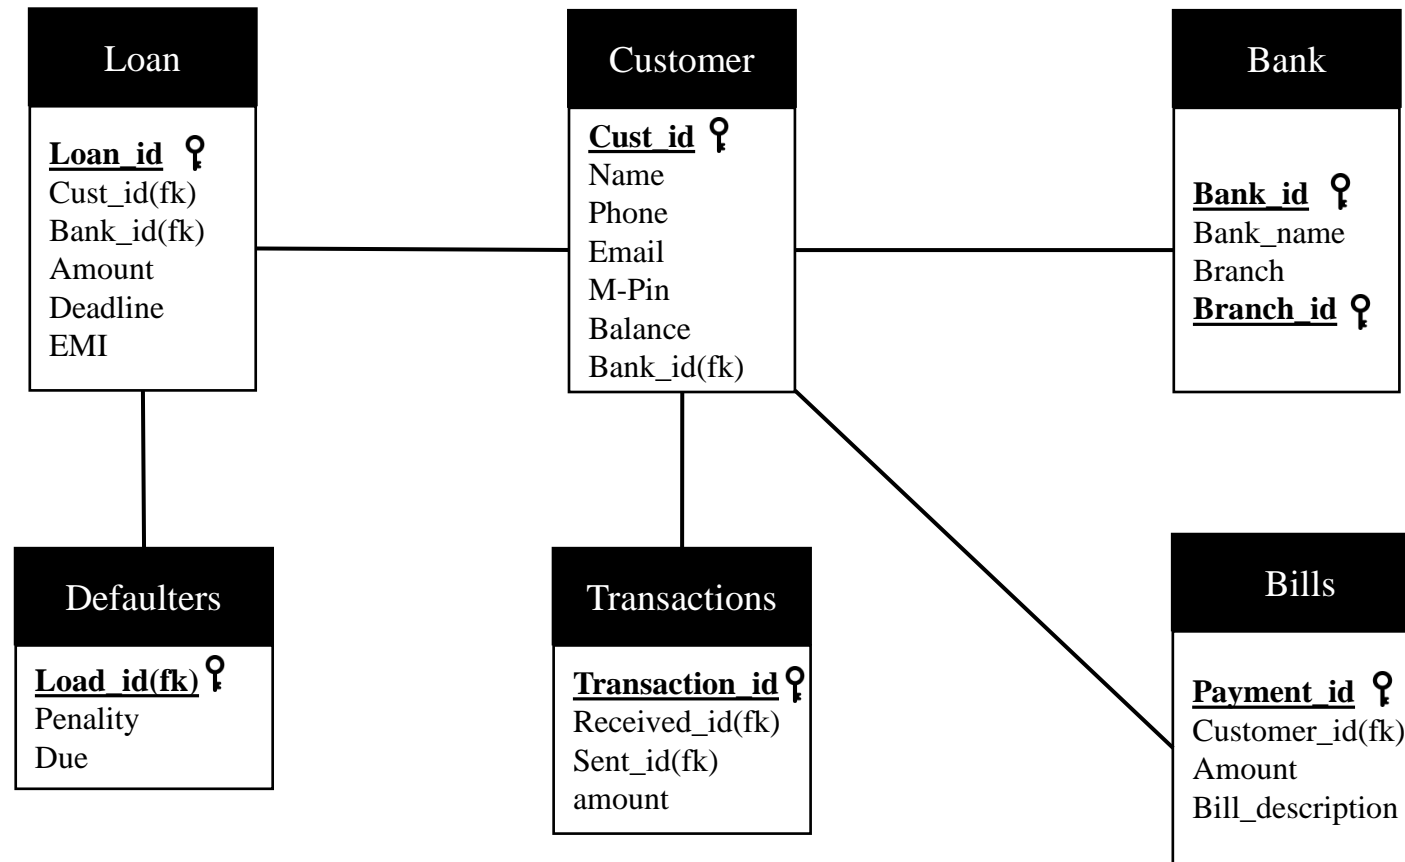 Loan
Loan_id
Cust_id(fk)
Bank_id(fk)
Amount
Deadline
EMI
Customer
Cust_id
Name
Phone
Email
M-Pin
Balance
Bank_id(fk)
Bank
Bank_id
Bank_name
Branch
Branch_id
Defaulters
Load_id(fk)
Penality
Due
Transactions
Transaction_id
Received_id(fk)
Sent_id(fk)
amount
Bills
Payment_id
Customer_id(fk)
Amount
Bill_description